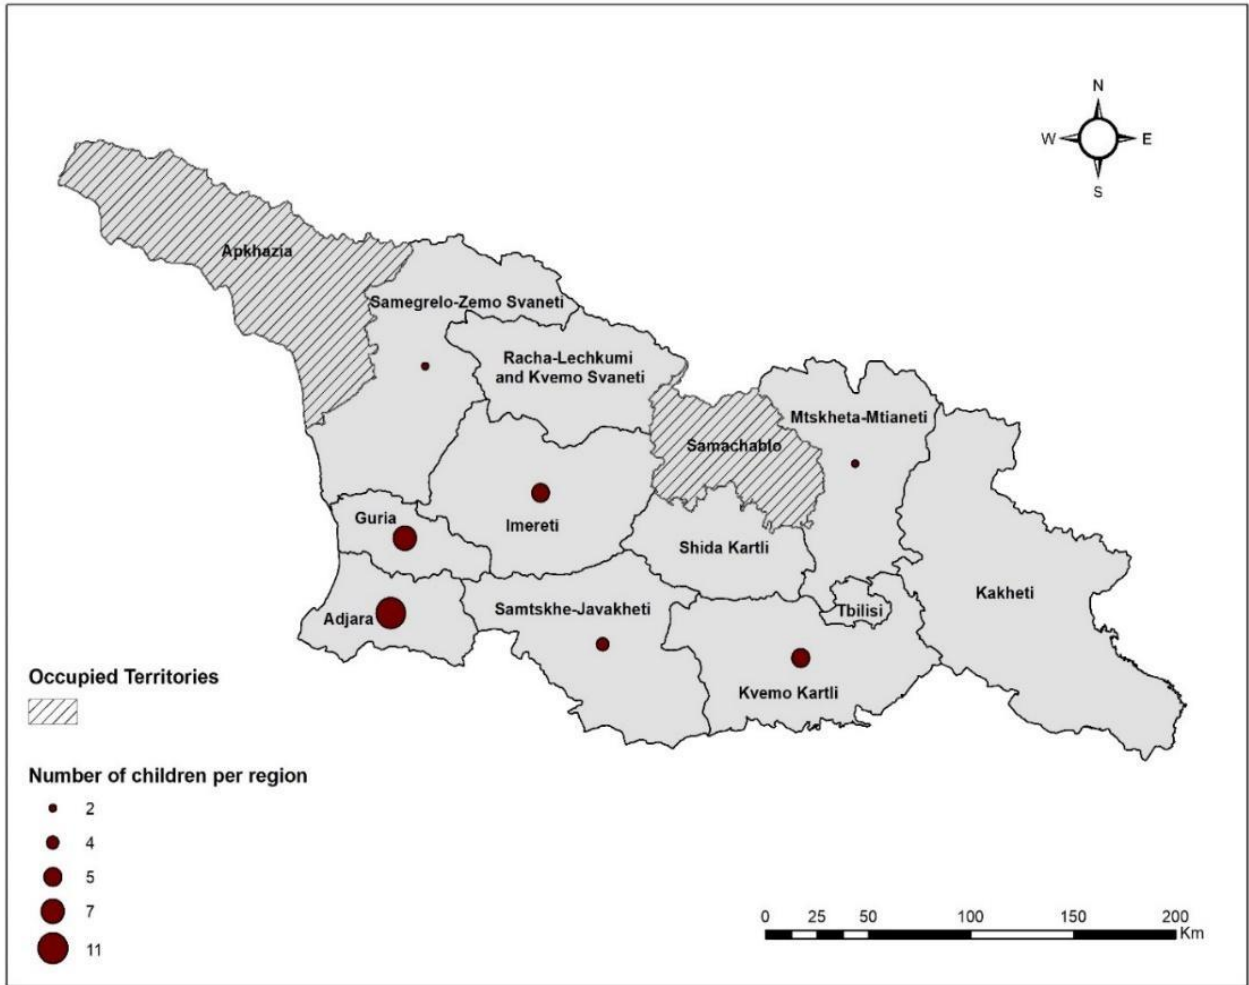 N
W
E
S
Apkhazia
Samegrelo-Zemo Svaneti
Racha-Lechkumi
and Kvemo Svaneti
Mtskheta-Mtianeti
Samachablo
Guria
Imereti
Shida Kartli
Kakheti
Adjara
Samtskhe-Javakheti
Tbilisi
Kvemo Kartli
Occupied Territories
Number of children per region
2
4
5
7
11
0 25 50 100 150 200
Km